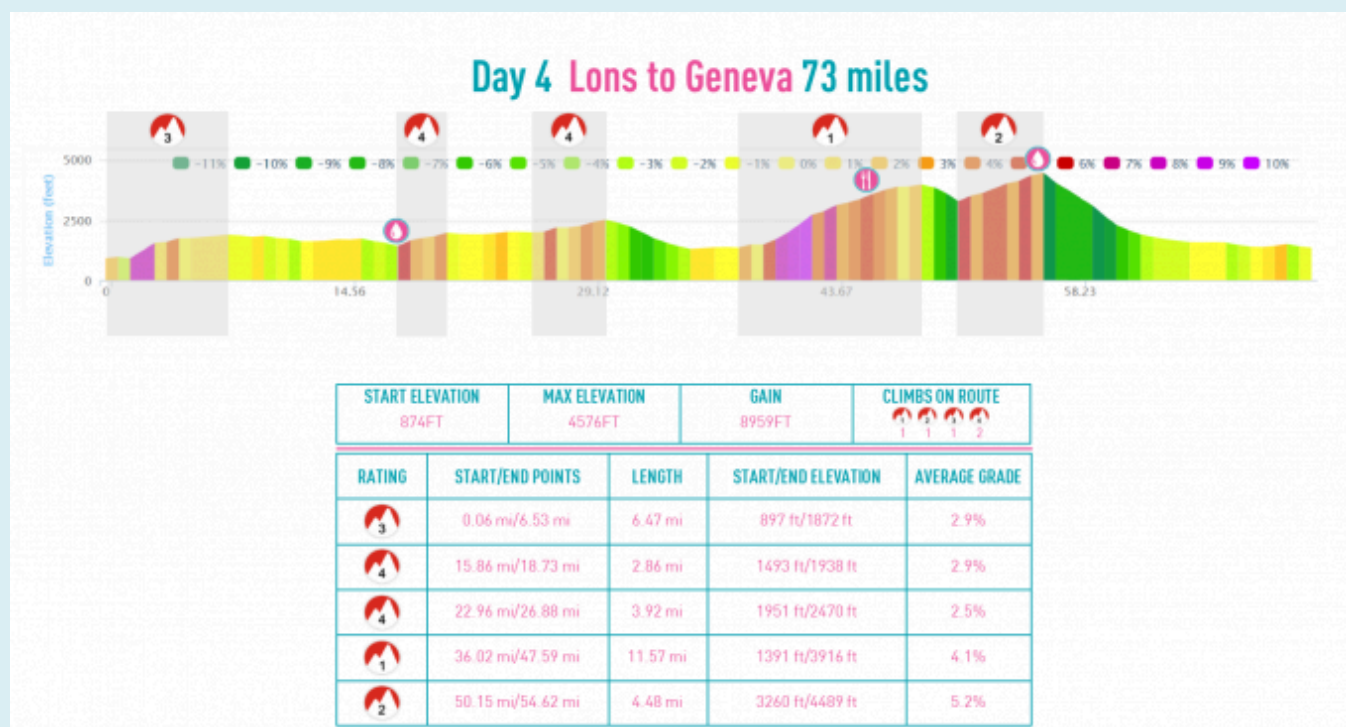 Day 4 Lons to Geneva 73 miles
3 4 4 1 2
5000 -11% -10% -9% -8% -7% -6% -5% -4% -3% -2% -1% 0% 1% 2% 3% 4% 6% 7% 8% 9% 10%
Elevation (feet)
2500
0
0 14.56 29.12 43.67 58.23
START ELEVATION MAX ELEVATION GAIN CLIMBS ON ROUTE
874FT 4576FT 8959FT
1 2 3 4
1 1 1 2
RATING START/END POINTS LENGTH START/END ELEVATION AVERAGE GRADE
3 0.06 mi/6.53 mi 6.47 mi 897 ft/1872 ft 2.9%
4 15.86 mi/18.73 mi 2.86 mi 1493 ft/1938 ft 2.9%
4 22.96 mi/26.88 mi 3.92 mi 1951 ft/2470 ft 2.5%
1 36.02 mi/47.59 mi 11.57 mi 1391 ft/3916 ft 4.1%
2 50.15 mi/54.62 mi 4.48 mi 3260 ft/4489 ft 5.2%